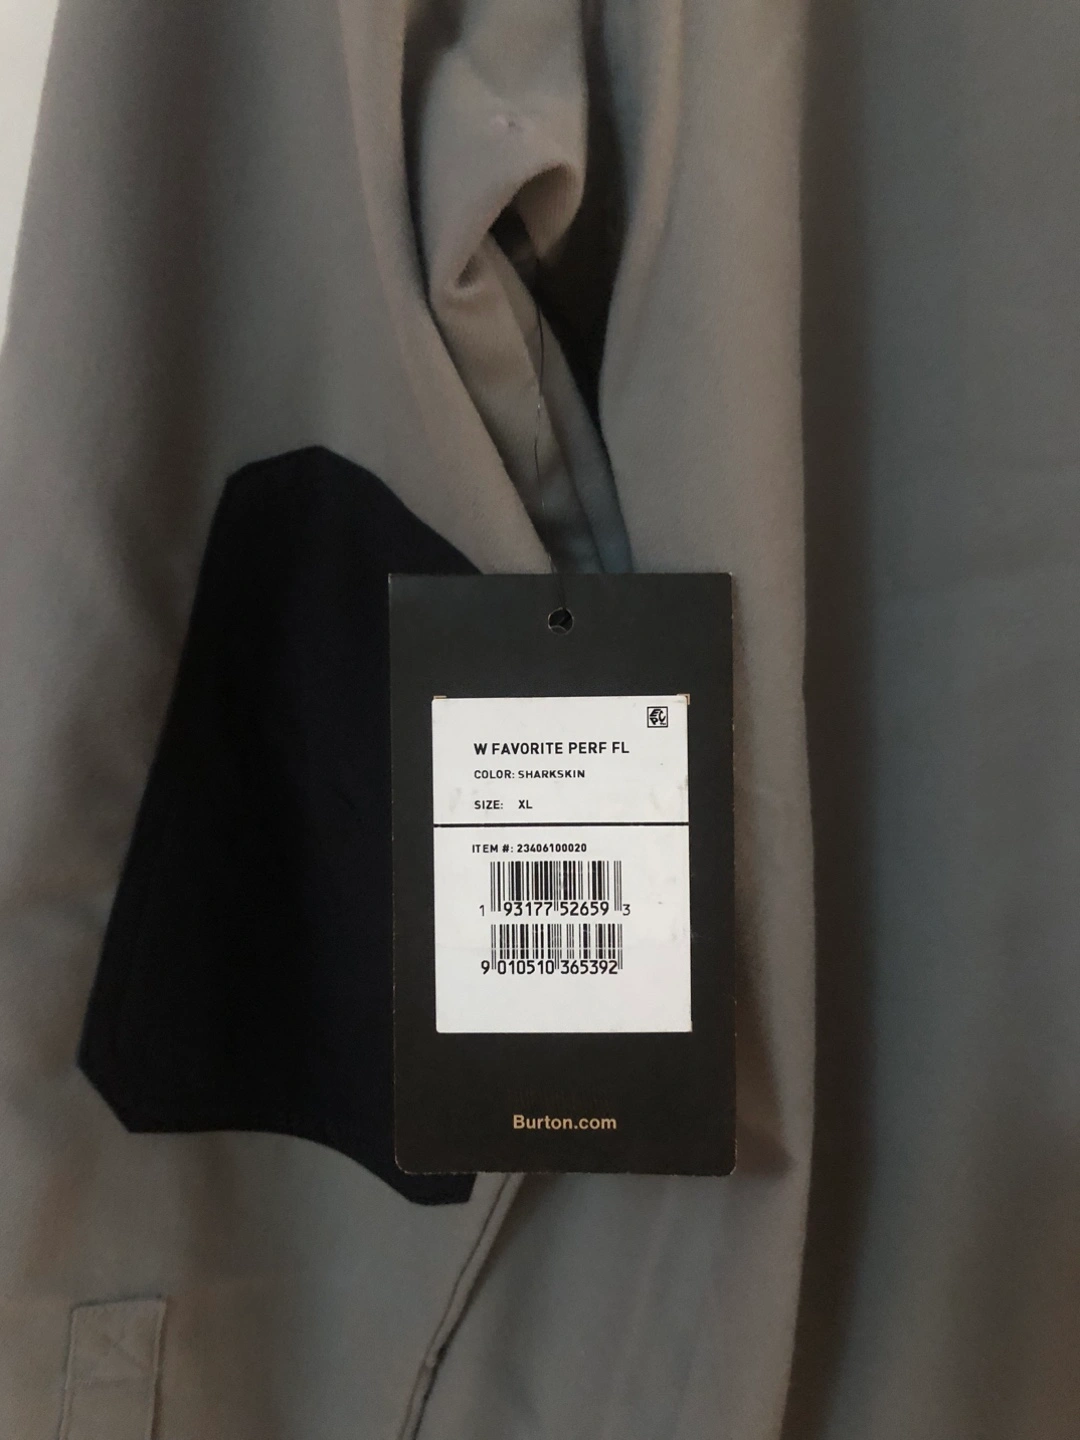 W FAVORITE PERF FL
COLOR: SHARKSKIN
SIZE: XL
ITEM #: 23406100020
1 93177 52659 3
9 010510 365392
Burton.com